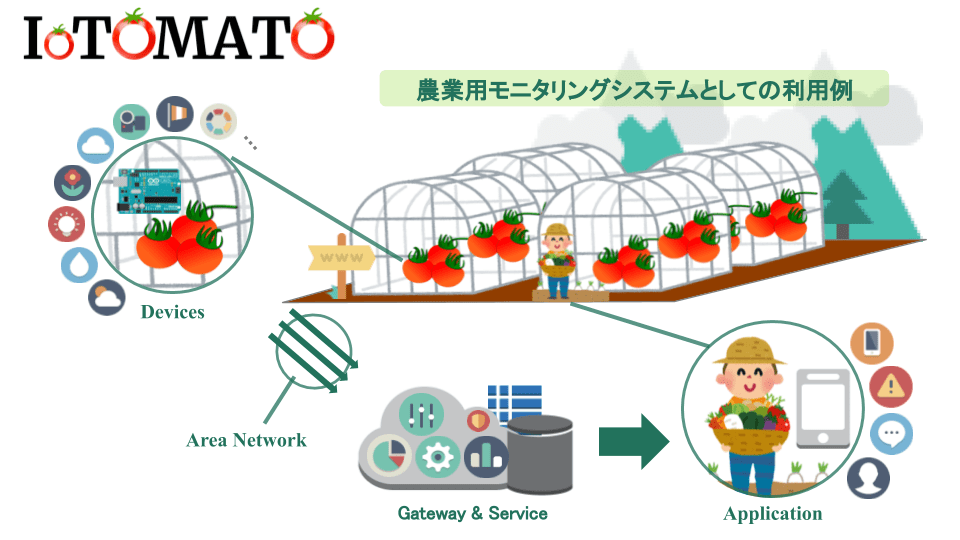 IoTOMATO
農業用モニタリングシステムとしての利用例
WWW
Devices
Area Network
Gateway & Service
Application